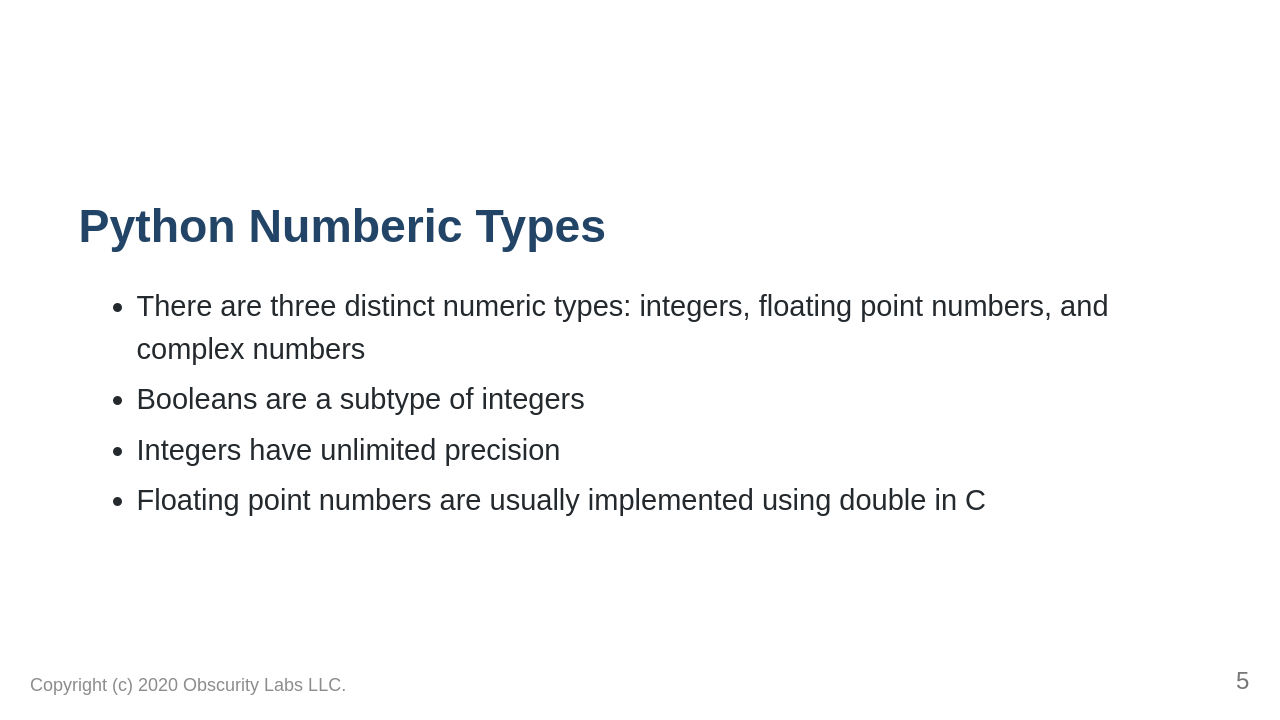 Python Numberic Types
• There are three distinct numeric types: integers, floating point numbers, and
complex numbers
• Booleans are a subtype of integers
• Integers have unlimited precision
• Floating point numbers are usually implemented using double in C
Copyright (c) 2020 Obscurity Labs LLC.
5